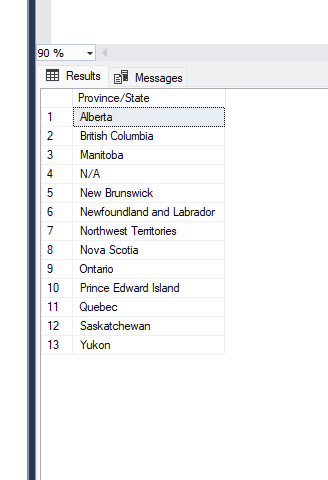 90 %
Results Messages
Province/State
1 Alberta
2 British Columbia
3 Manitoba
4 N/A
5 New Brunswick
6 Newfoundland and Labrador
7 Northwest Territories
8 Nova Scotia
9 Ontario
10 Prince Edward Island
11 Quebec
12 Saskatchewan
13 Yukon